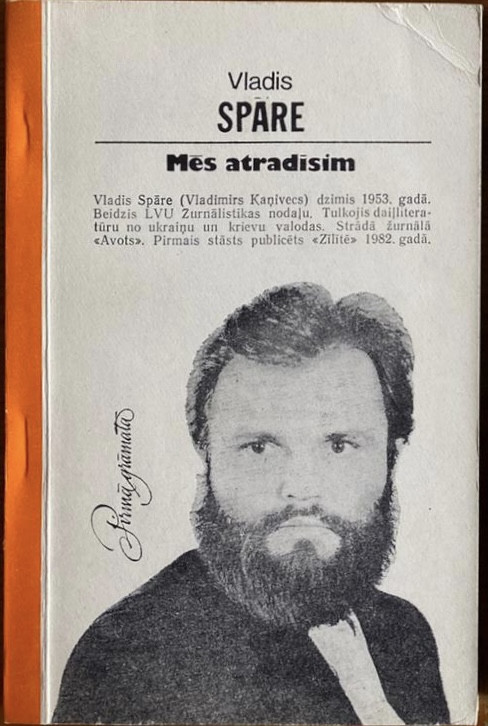 Vladis
SPĀRE
Mēs atradīsim
Vladis Spāre (Vladimirs Kaņivecs) dzimis 1953. gadā.
Beidzis LVU Žurnālistikas nodaļu. Tulkojis daiļlitera-
tūru no ukraiņu un krievu valodas. Strādā žurnālā
«Avots». Pirmais stāsts publicēts «Zīlītē» 1982. gadā.
Pirmā grāmata